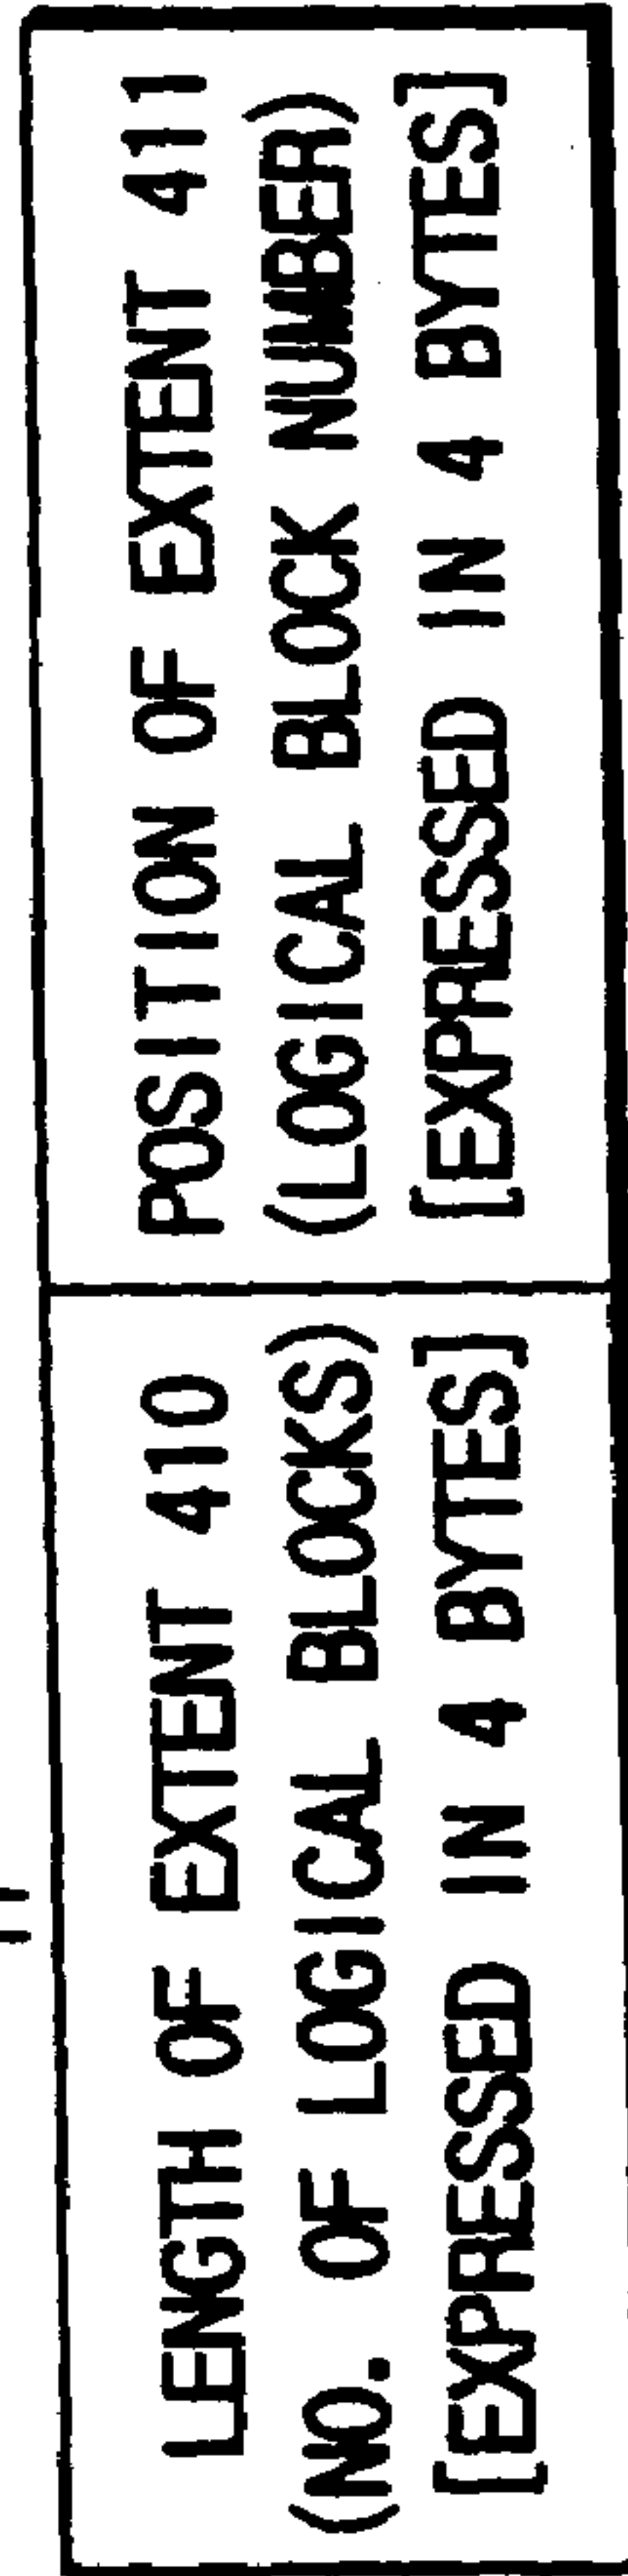 LENGTH OF EXTENT 410
(NO. OF LOGICAL BLOCKS)
[EXPRESSED IN 4 BYTES]
POSITION OF EXTENT 411
(LOGICAL BLOCK NUMBER)
[EXPRESSED IN 4 BYTES]